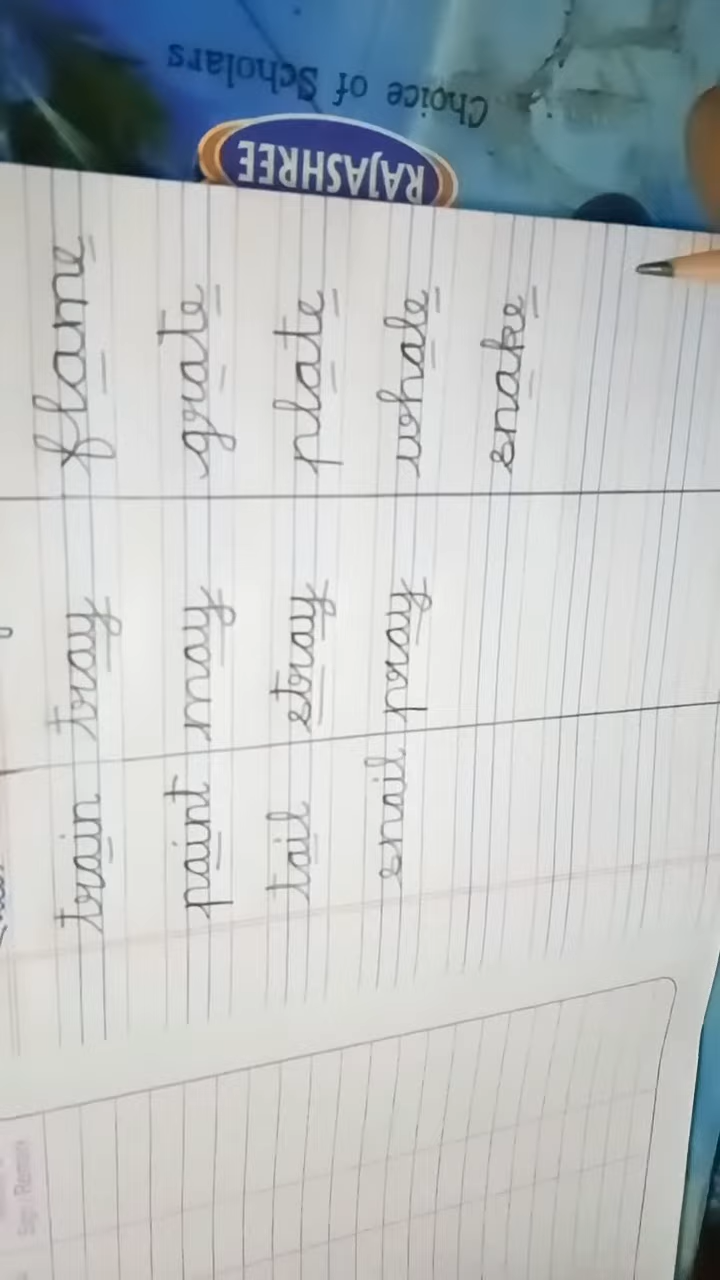 train tray flame
paint may grate
tail stray plate
snail pray whale
snake
Choice of Scholars
RAJASHREE